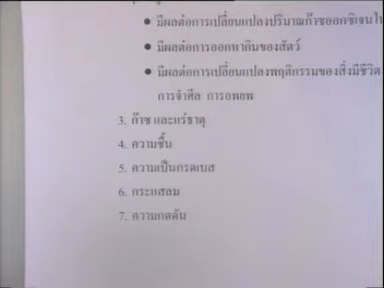 ● มีผลต่อการเปลี่ยนแปลงปริมาณก๊าซออกซิเจนใน
● มีผลต่อการออกหากินของสัตว์
● มีผลต่อการเปลี่ยนแปลงพฤติกรรมของสิ่งมีชีวิต
การจำศีล การอพยพ
3. ก๊าซ และแร่ธาตุ
4. ความชื้น
5. ความเป็นกรดเบส
6. กระแสลม
7. ความกดดัน